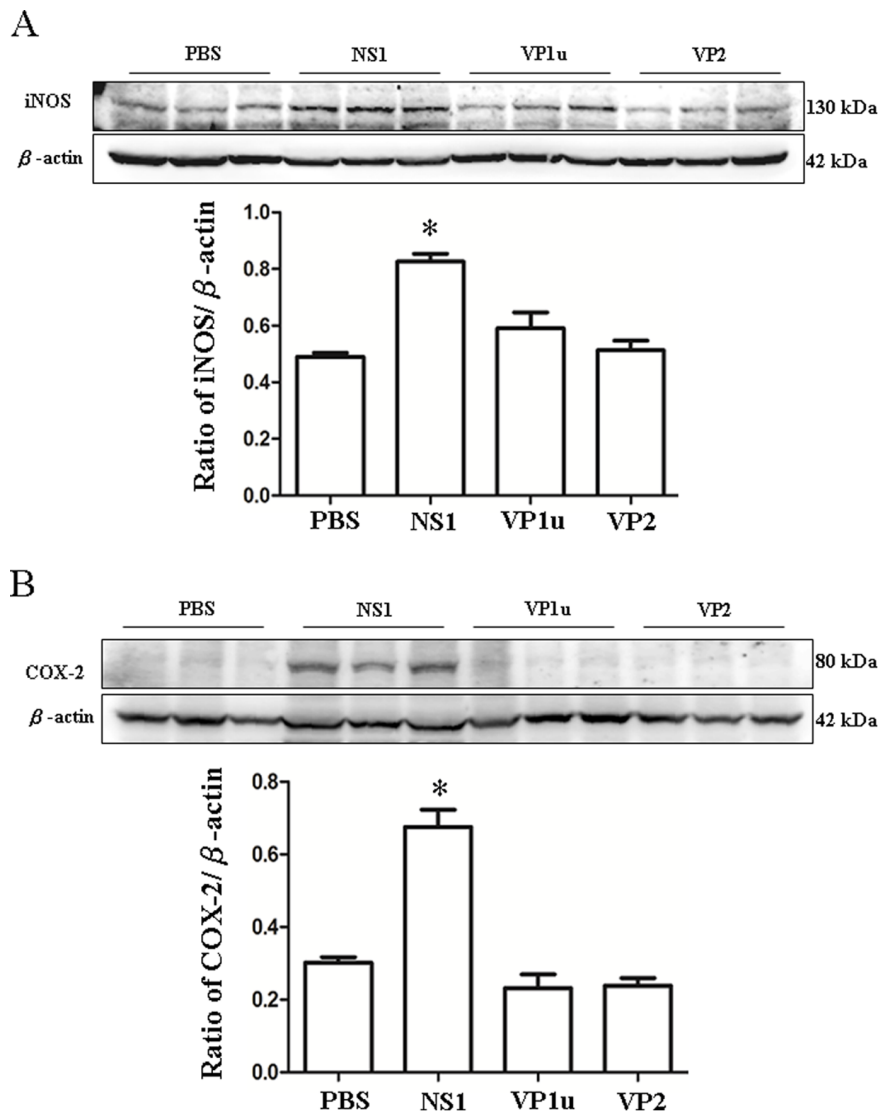 A
PBS NS1 VP1u VP2
iNOS 130 kDa
β-actin 42 kDa
Ratio of iNOS/β-actin
1.0
*
0.8
0.6
0.4
0.2
0.0
PBS NS1 VP1u VP2
B
PBS NS1 VP1u VP2
COX-2 80 kDa
β-actin 42 kDa
Ratio of COX-2/β-actin
0.8
*
0.6
0.4
0.2
0.0
PBS NS1 VP1u VP2